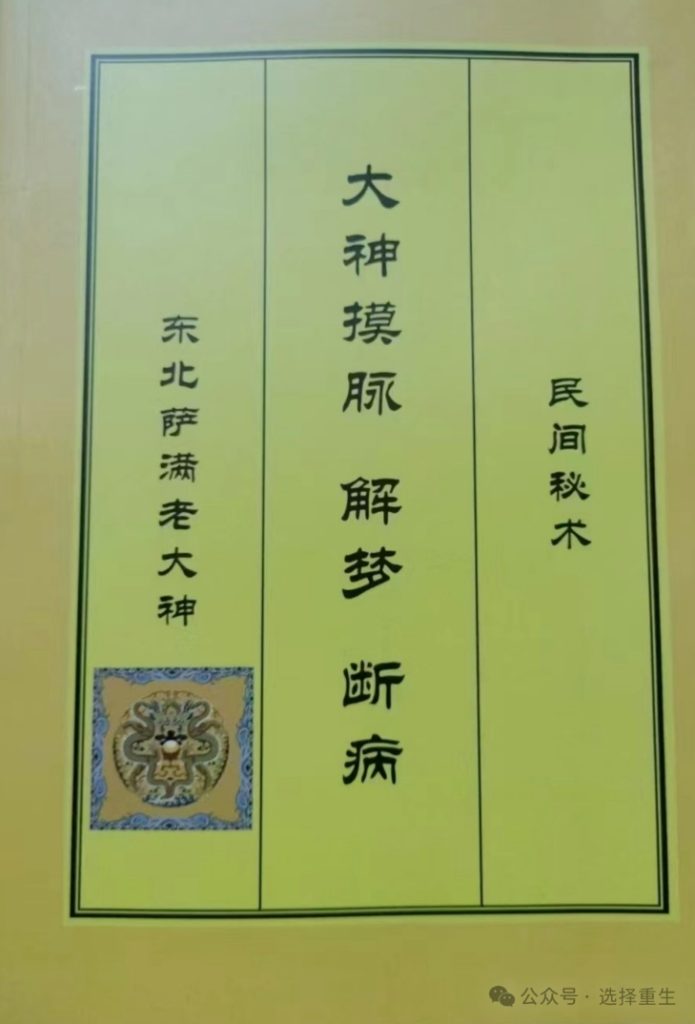 民间秘术
大神摸脉 解梦 断病
东北萨满老大神
公众号·选择重生